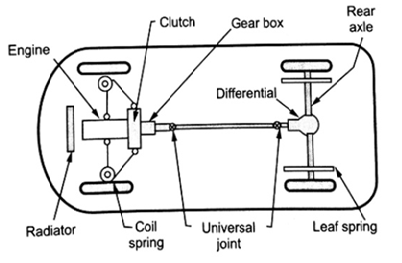 Rear
axle
Clutch
Gear box
Engine
Differential
Radiator
Coil
spring
Universal
joint
Leaf spring